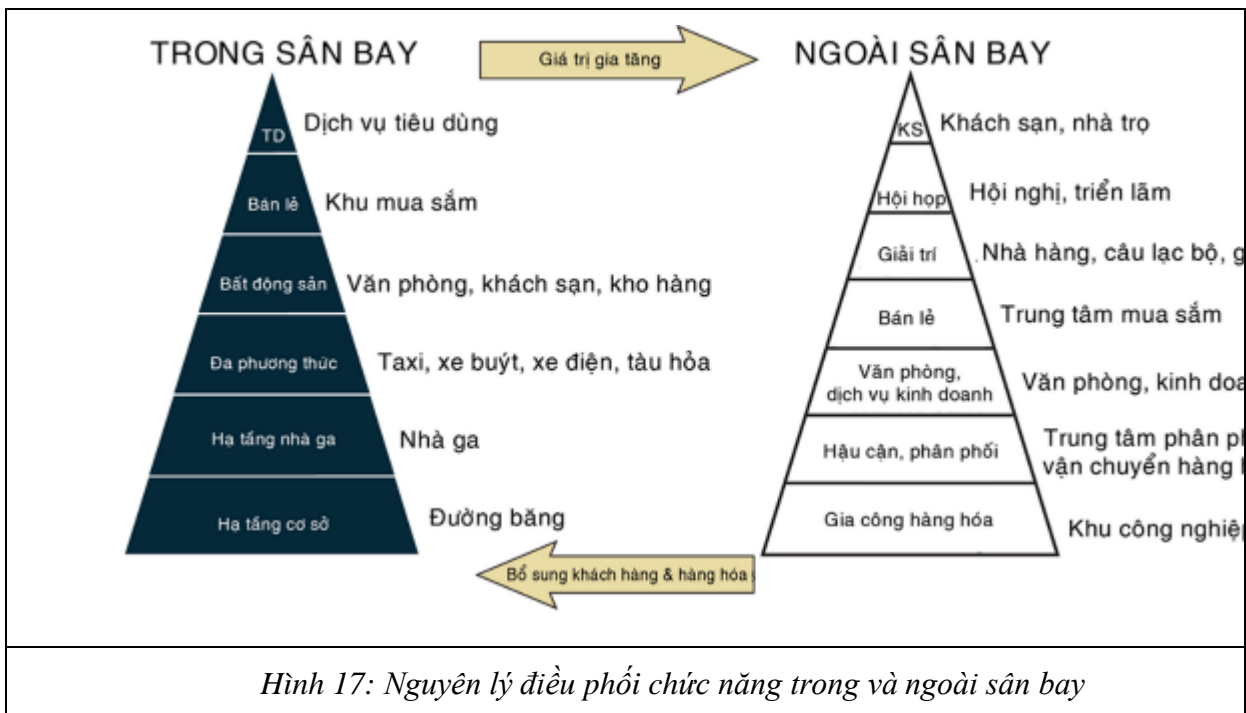 TRONG SÂN BAY
Giá trị gia tăng
NGOÀI SÂN BAY
TD
Dịch vụ tiêu dùng
Bán lẻ
Khu mua sắm
Bất động sản
Văn phòng, khách sạn, kho hàng
Đa phương thức
Taxi, xe buýt, xe điện, tàu hỏa
Hạ tầng nhà ga
Nhà ga
Hạ tầng cơ sở
Đường băng
KS
Khách sạn, nhà trọ
Hội họp
Hội nghị, triển lãm
Giải trí
Nhà hàng, câu lạc bộ,
Bán lẻ
Trung tâm mua sắm
Văn phòng,
dịch vụ kinh doanh
Văn phòng, kinh
Hậu cận, phân phối
Trung tâm phân
vận chuyển hàng
Gia công hàng hóa
Khu công nghiệp
Bổ sung khách hàng & hàng hóa
Hình 17: Nguyên lý điều phối chức năng trong và ngoài sân bay